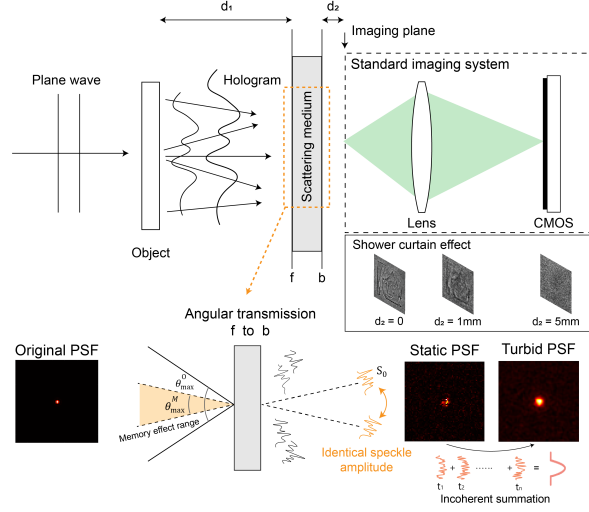 d₁
d₂
Imaging plane
Plane wave
Hologram
Scattering medium
Standard imaging system
Lens
CMOS
Object
f
b
Shower curtain effect
d₂ = 0
d₂ = 1mm
d₂ = 5mm
Angular transmission
f to b
Original PSF
θ^O_max
θ^M_max
Memory effect range
S₀
Identical speckle
amplitude
Static PSF
Turbid PSF
+ + ...... + =
t₁ t₂ tₙ
Incoherent summation